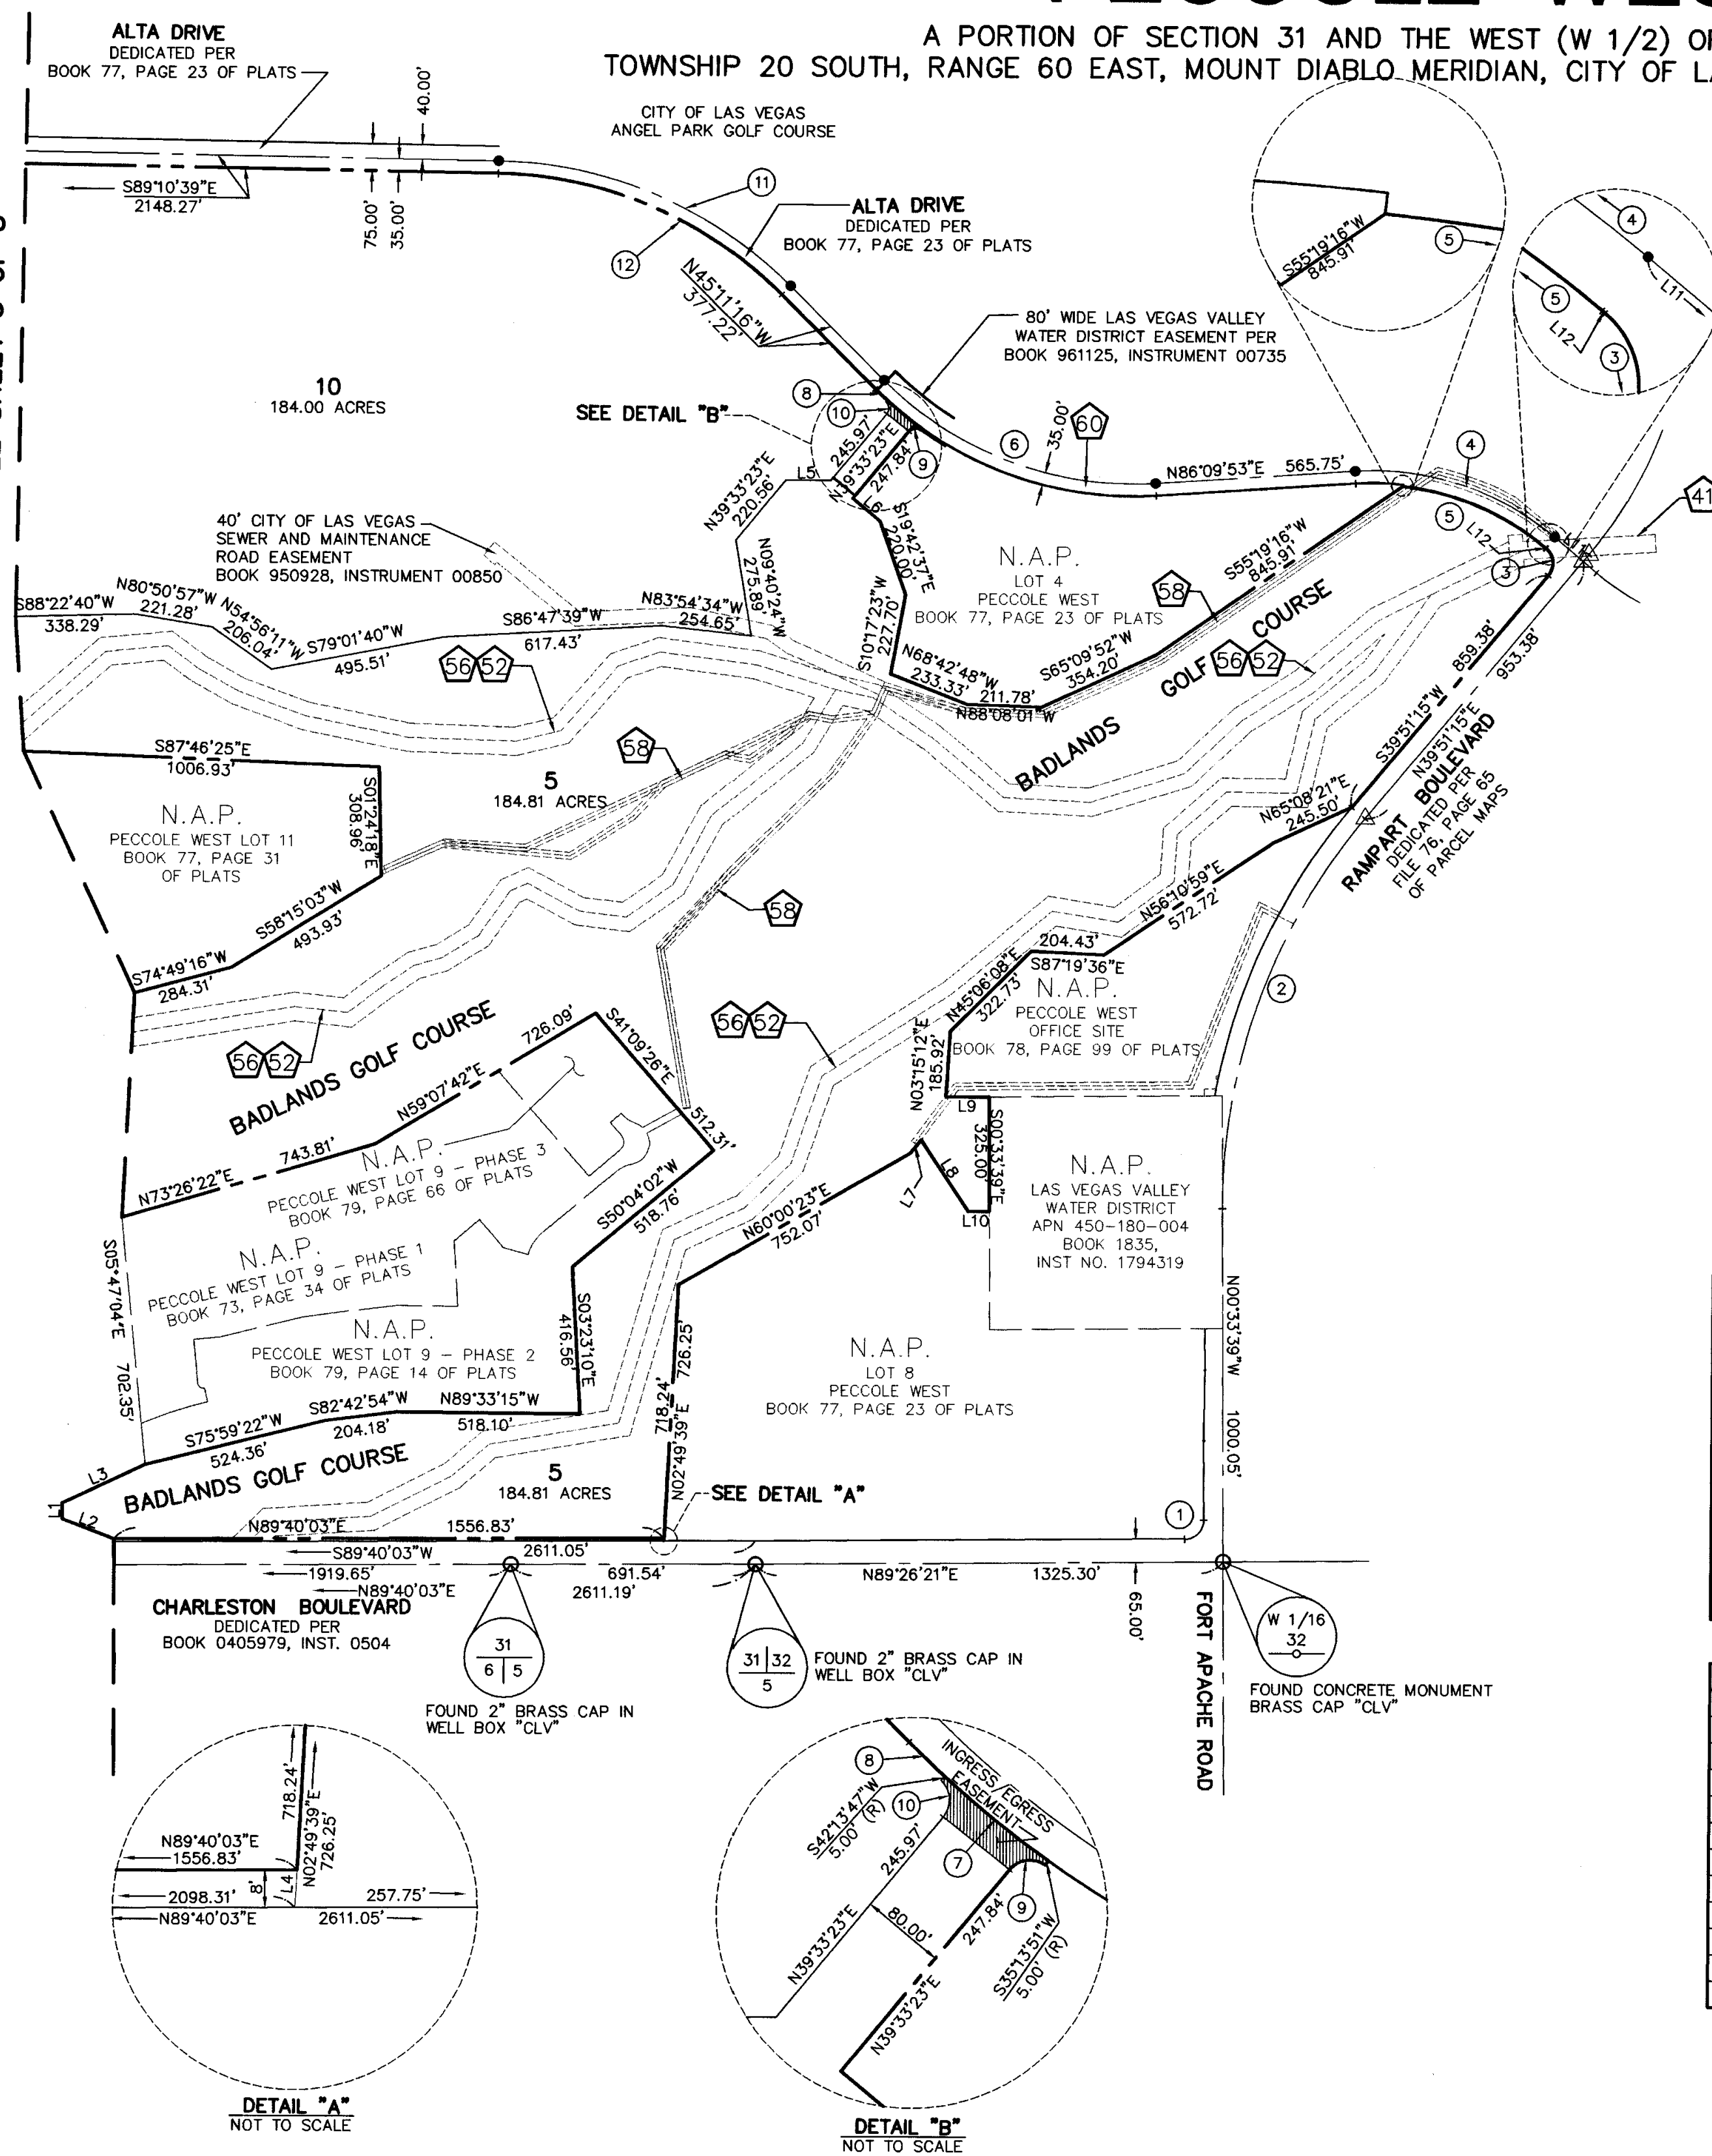 A PORTION OF SECTION 31 AND THE WEST (W 1/2)
TOWNSHIP 20 SOUTH, RANGE 60 EAST, MOUNT DIABLO MERIDIAN, CITY OF
ALTA DRIVE
DEDICATED PER
BOOK 77, PAGE 23 OF PLATS
40.00'
CITY OF LAS VEGAS
ANGEL PARK GOLF COURSE
S89°10'39"E
2148.27'
75.00'
35.00'
11
12
ALTA DRIVE
DEDICATED PER
BOOK 77, PAGE 23 OF PLATS
N45°11'16"W
377.22'
80' WIDE LAS VEGAS VALLEY
WATER DISTRICT EASEMENT PER
BOOK 961125, INSTRUMENT 00735
S55°19'16"W
845.91'
5
4
5
L11
L12
3
10
184.00 ACRES
SEE DETAIL "B"
8
10
245.97'
N39°33'23"E
247.84'
9
L5
L6
6
35.00'
60
N86°09'53"E 565.75'
4
5
L12
L11
3
41
N39°33'23"E
220.56'
S19°42'37"E
220.00'
N09°40'24"W
275.89'
S10°17'23"W
227.70'
40' CITY OF LAS VEGAS
SEWER AND MAINTENANCE
ROAD EASEMENT
BOOK 950928, INSTRUMENT 00850
N.A.P.
LOT 4
PECCOLE WEST
BOOK 77, PAGE 23 OF PLATS
S55°19'16"W
845.91'
58
S88°22'40"W
338.29'
N80°50'57"W
221.28'
N54°56'11"W
206.04'
S79°01'40"W
495.51'
S86°47'39"W
617.43'
N83°54'34"W
254.65'
56 52
N68°42'48"W
233.33'
211.78'
N88°08'01"W
S65°09'52"W
354.20'
BADLANDS GOLF COURSE
56 52
859.38'
953.38'
S39°51'15"W
N39°51'15"E
RAMPART BOULEVARD
DEDICATED PER
FILE 76, PAGE 65
OF PARCEL MAPS
S87°46'25"E
1006.93'
S01°24'18"E
308.96'
58
5
184.81 ACRES
N.A.P.
PECCOLE WEST LOT 11
BOOK 77, PAGE 31
OF PLATS
N65°08'21"E
245.50'
N56°10'59"E
572.72'
S58°15'03"W
493.93'
S74°49'16"W
284.31'
58
204.43'
S87°19'36"E
N45°06'08"E
322.73'
N.A.P.
PECCOLE WEST
OFFICE SITE
BOOK 78, PAGE 99 OF PLATS
2
N03°15'12"E
185.92'
56 52
56 52
BADLANDS GOLF COURSE
N59°07'42"E
726.09'
S41°09'26"E
512.31'
N73°26'22"E
743.81'
N.A.P.
PECCOLE WEST LOT 9 - PHASE 3
BOOK 79, PAGE 66 OF PLATS
L9
S00°33'39"E
325.00'
L8
L7
L10
N.A.P.
LAS VEGAS VALLEY
WATER DISTRICT
APN 450-180-004
BOOK 1835,
INST NO. 1794319
S50°04'02"W
518.76'
N60°00'23"E
752.07'
N.A.P.
PECCOLE WEST LOT 9 - PHASE 1
BOOK 73, PAGE 34 OF PLATS
S05°47'04"E 702.35'
S03°23'10"E
416.56'
N.A.P.
PECCOLE WEST LOT 9 - PHASE 2
BOOK 79, PAGE 14 OF PLATS
N.A.P.
LOT 8
PECCOLE WEST
BOOK 77, PAGE 23 OF PLATS
N00°33'39"W 1000.05'
718.24'
726.25'
N02°49'39"E
S75°59'22"W
524.36'
S82°42'54"W
204.18'
N89°33'15"W
518.10'
L3
L1
L2
BADLANDS GOLF COURSE
5
184.81 ACRES
SEE DETAIL "A"
1
N89°40'03"E 1556.83'
S89°40'03"W 2611.05'
1919.65' 691.54'
N89°40'03"E 2611.19'
N89°26'21"E 1325.30'
65.00'
CHARLESTON BOULEVARD
DEDICATED PER
BOOK 0405979, INST. 0504
31
6 5
FOUND 2" BRASS CAP IN
WELL BOX "CLV"
31 32
5
FOUND 2" BRASS CAP IN
WELL BOX "CLV"
FORT APACHE ROAD
W 1/16
32
FOUND CONCRETE MONUMENT
BRASS CAP "CLV"
718.24'
N02°49'39"E
726.25'
N89°40'03"E
1556.83'
8'
L4
2098.31' 257.75'
N89°40'03"E 2611.05'
DETAIL "A"
NOT TO SCALE
8
INGRESS/EGRESS
EASEMENT
S42°13'47"W
5.00' (R)
10
7
245.97'
9
N39°33'23"E
80.00'
247.84'
S35°13'51"W
5.00' (R)
N39°33'23"E
DETAIL "B"
NOT TO SCALE